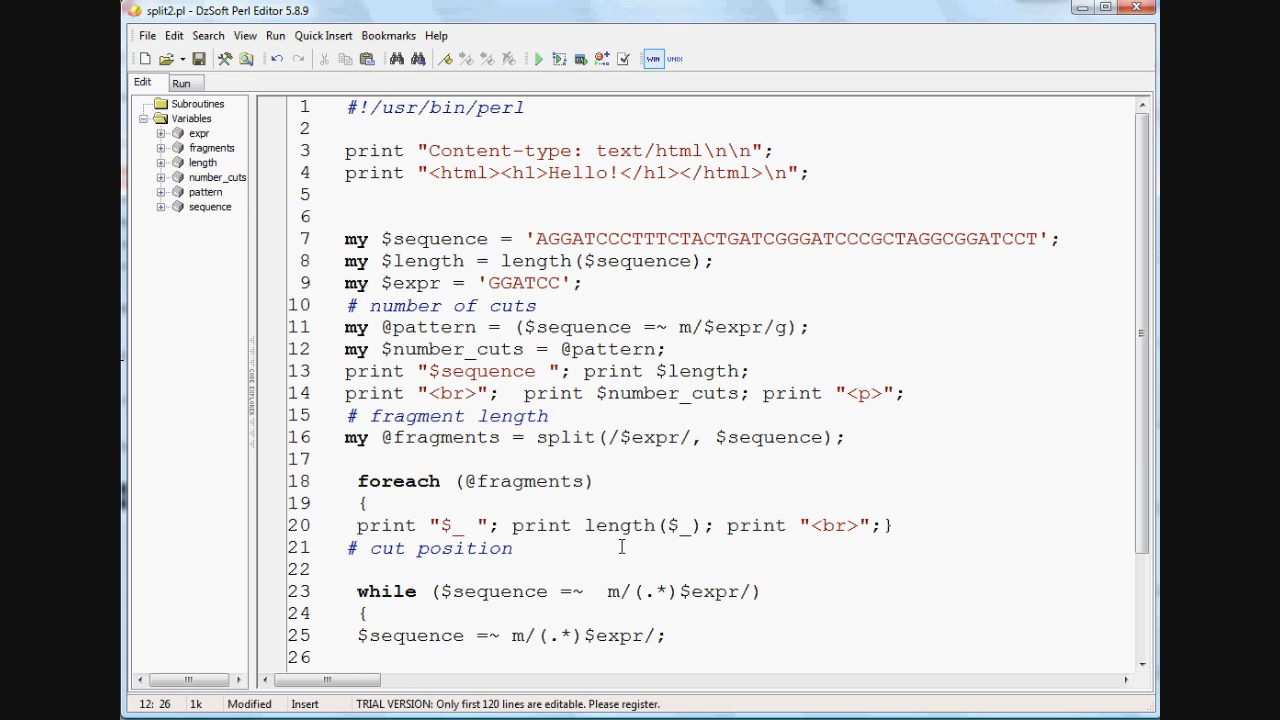 split2.pl - DzSoft Perl Editor 5.8.9
File Edit Search View Run Quick Insert Bookmarks Help
WIN UNIX
Edit Run
Subroutines
Variables
expr
fragments
length
number_cuts
pattern
sequence
CODE EXPLORER
1 #!/usr/bin/perl
2
3 print "Content-type: text/html\n\n";
4 print "<html><h1>Hello!</h1></html>\n";
5
6
7 my $sequence = 'AGGATCCCTTTCTACTGATCGGGATCCCGCTAGGCGGATCCT';
8 my $length = length($sequence);
9 my $expr = 'GGATCC';
10 # number of cuts
11 my @pattern = ($sequence =~ m/$expr/g);
12 my $number_cuts = @pattern;
13 print "$sequence "; print $length;
14 print "<br>";  print $number_cuts; print "<p>";
15 # fragment length
16 my @fragments = split(/$expr/, $sequence);
17
18 foreach (@fragments)
19 {
20 print "$_ "; print length($_); print "<br>";}
21 # cut position
22
23 while ($sequence =~  m/(.*)$expr/)
24 {
25 $sequence =~ m/(.*)$expr/;
26
12: 26 1k Modified Insert TRIAL VERSION: Only first 120 lines are editable. Please register.